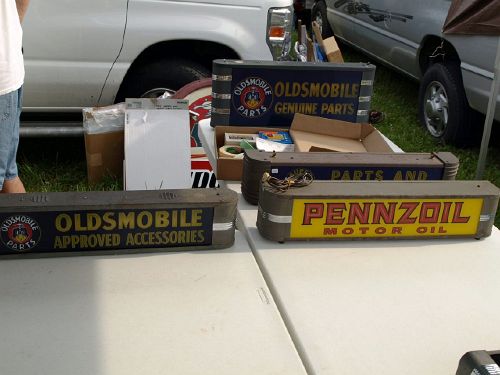 OLDSMOBILE
PARTS
OLDSMOBILE
GENUINE PARTS
PARTS AND
OLDSMOBILE
PARTS
OLDSMOBILE
APPROVED ACCESSORIES
PENNZOIL
MOTOR OIL